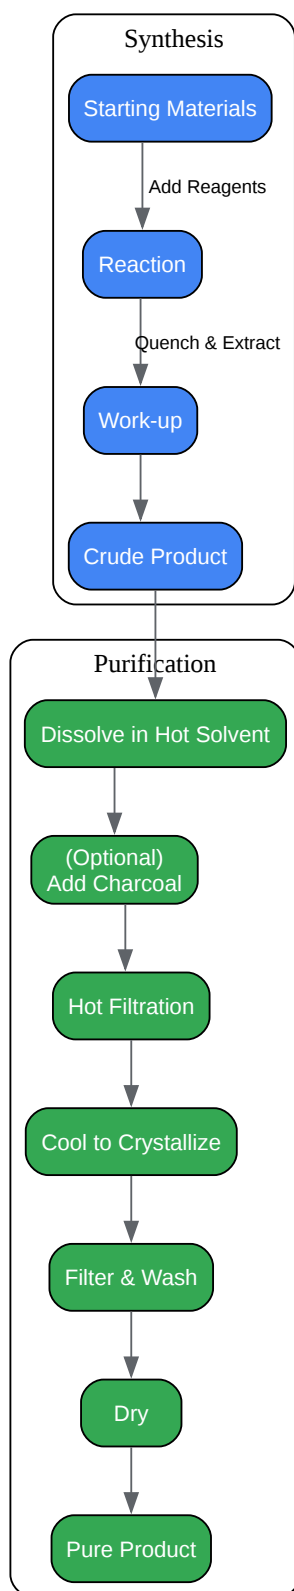 Synthesis
Starting Materials
Add Reagents
Reaction
Quench & Extract
Work-up
Crude Product
Purification
Dissolve in Hot Solvent
(Optional)
Add Charcoal
Hot Filtration
Cool to Crystallize
Filter & Wash
Dry
Pure Product